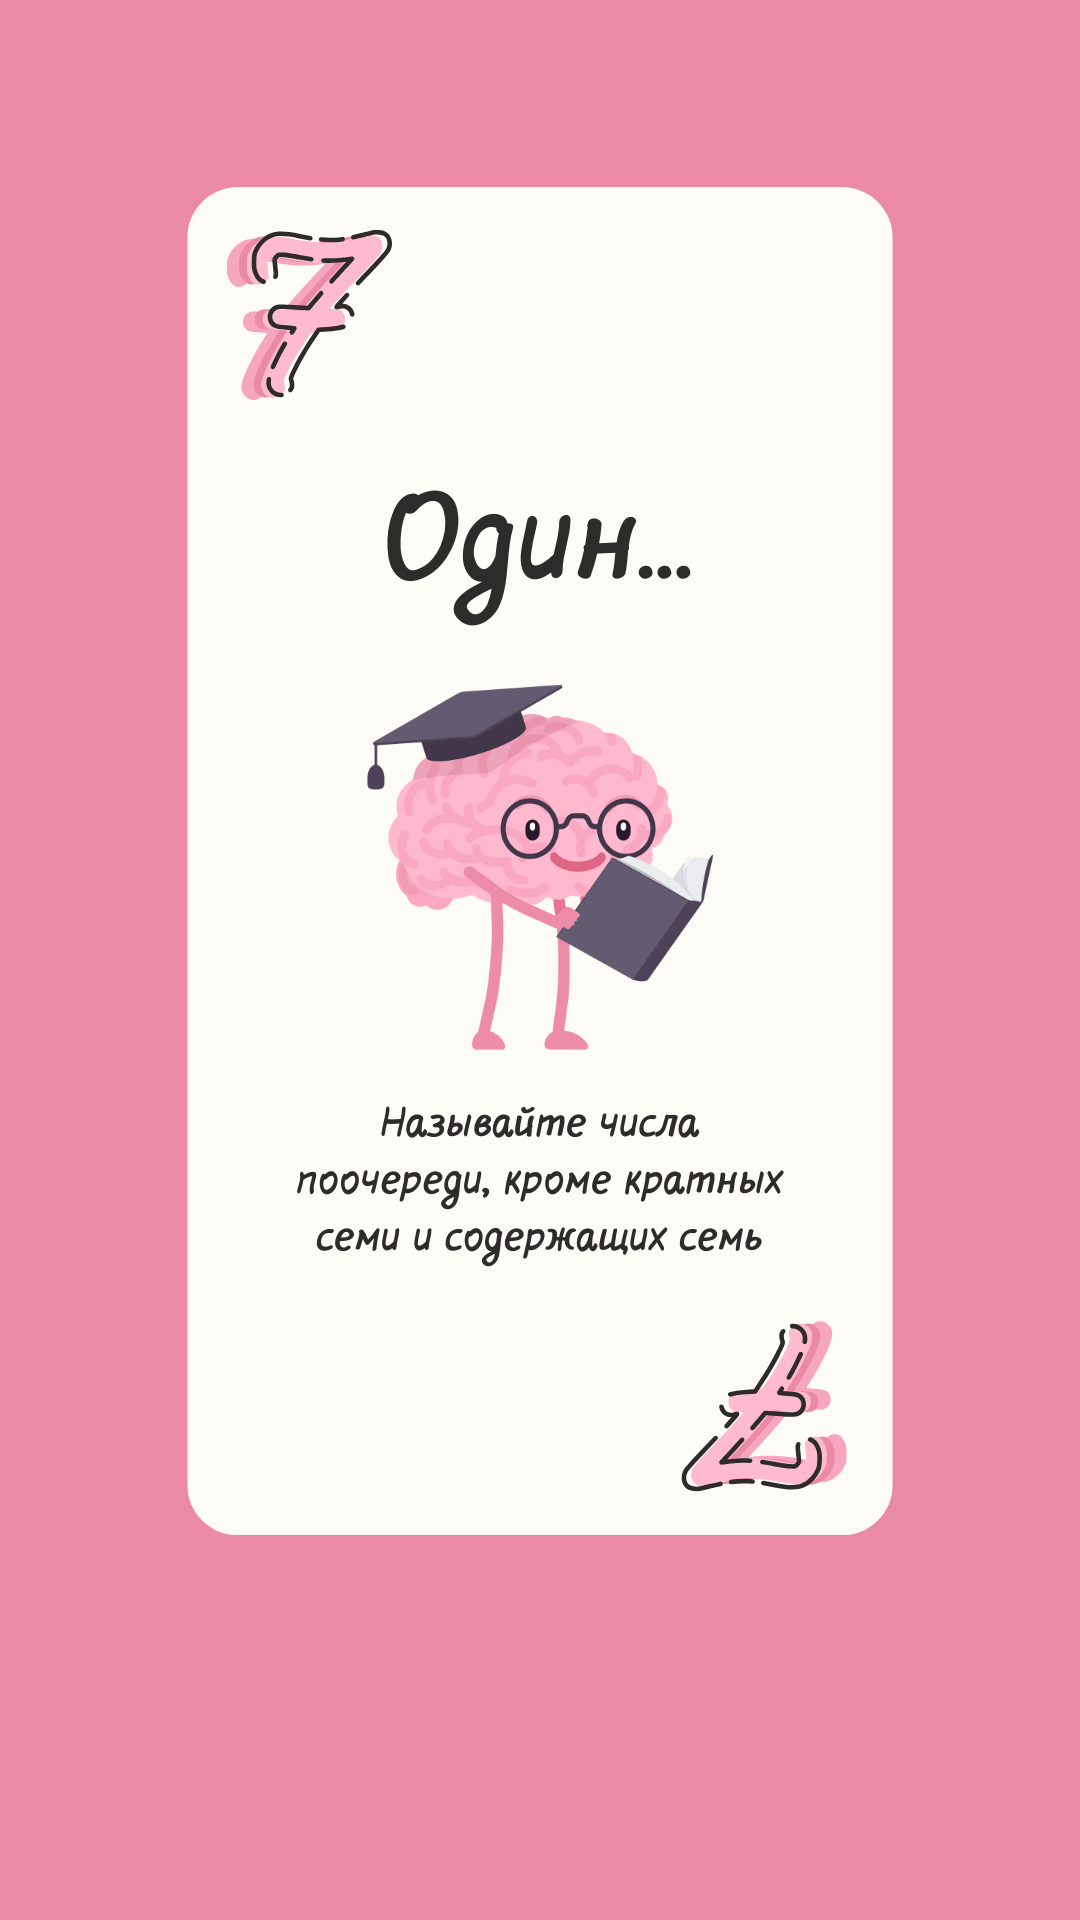 7
Один...
Называйте числа
поочереди, кроме кратных
семи и содержащих семь
7